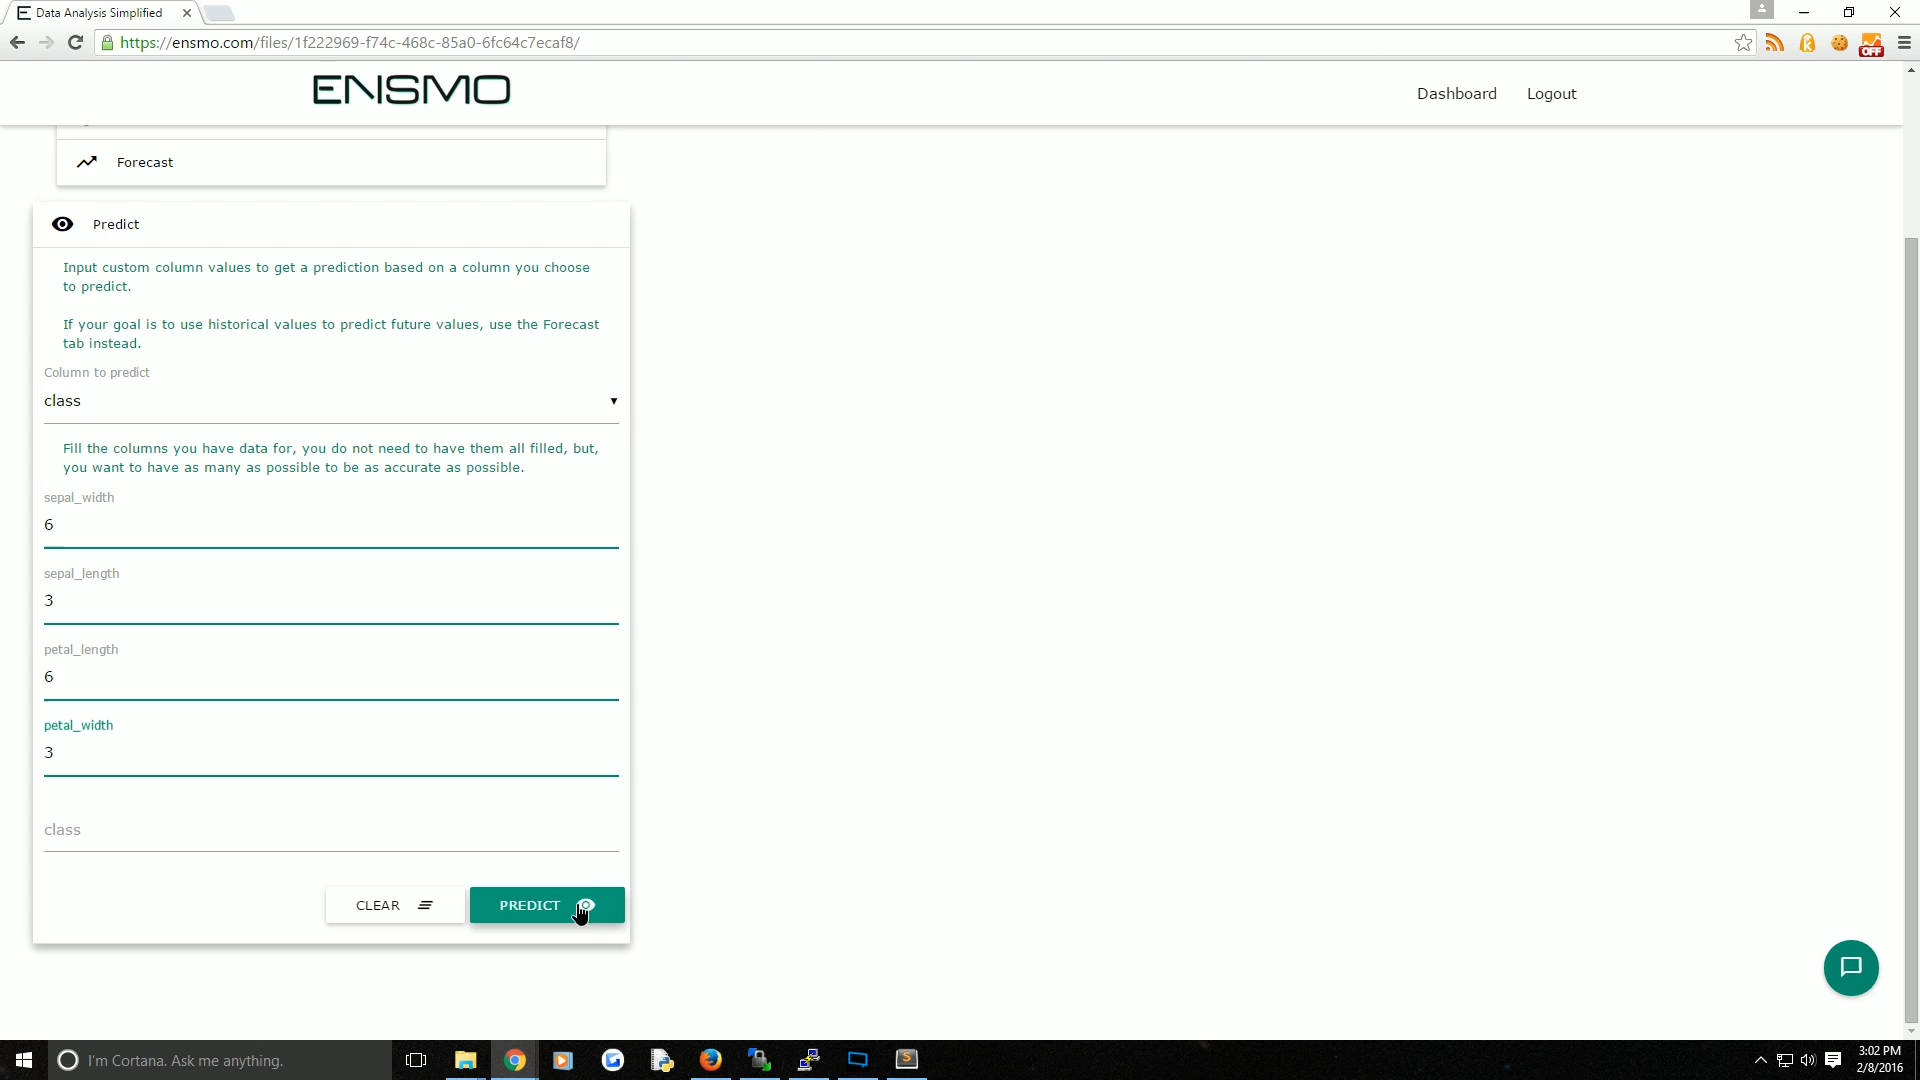 Data Analysis Simplified
https://ensmo.com/files/1f222969-f74c-468c-85a0-6fc64c7ecaf8/
OFF
ENSMO
Dashboard
Logout
Forecast
Predict
Input custom column values to get a prediction based on a column you choose
to predict.
If your goal is to use historical values to predict future values, use the Forecast
tab instead.
Column to predict
class
Fill the columns you have data for, you do not need to have them all filled, but,
you want to have as many as possible to be as accurate as possible.
sepal_width
6
sepal_length
3
petal_length
6
petal_width
3
class
CLEAR
PREDICT
I'm Cortana. Ask me anything.
3:02 PM
2/8/2016